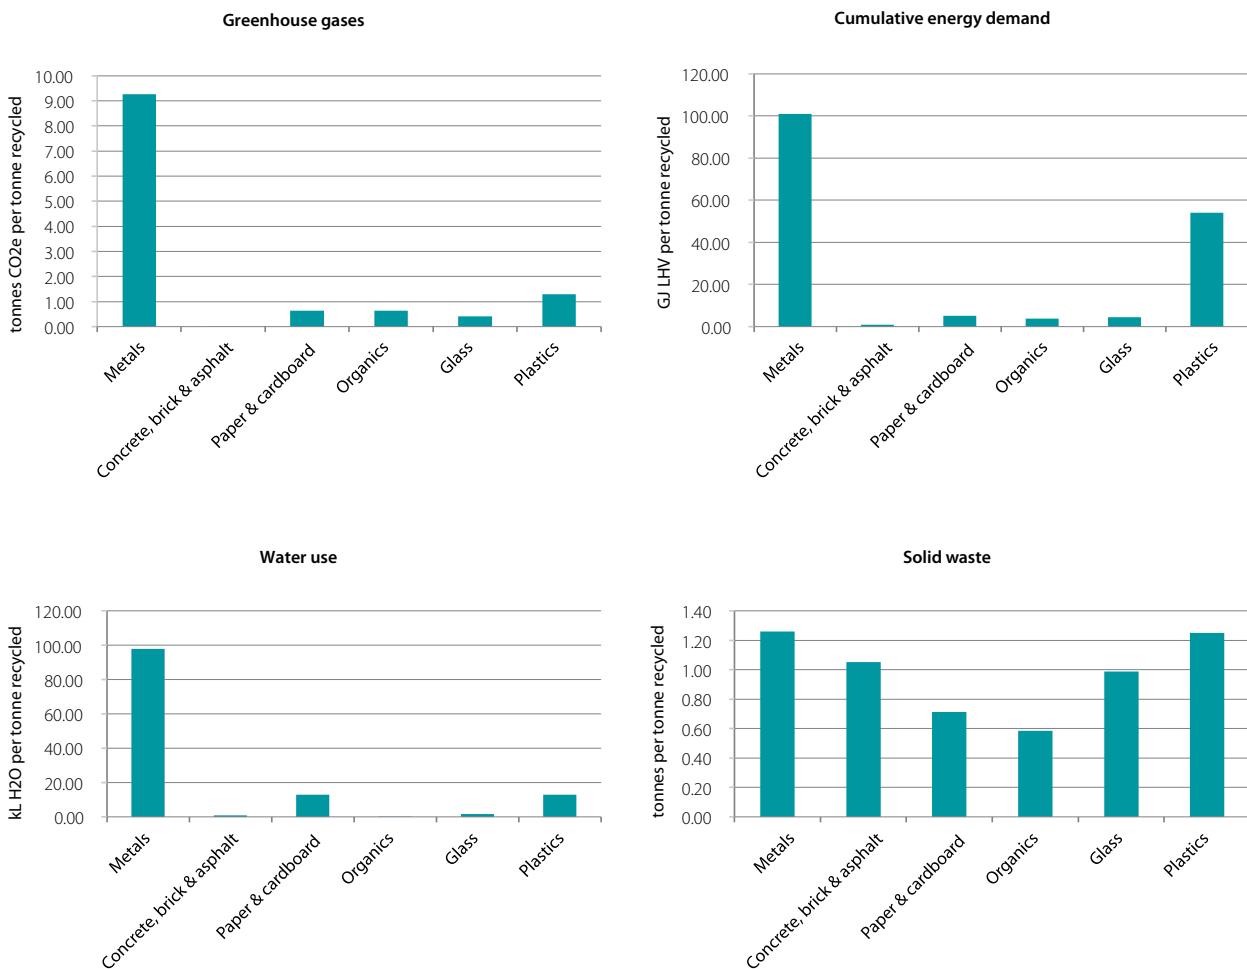 Greenhouse gases
tonnes CO2e per tonne recycled
10.00
9.00
8.00
7.00
6.00
5.00
4.00
3.00
2.00
1.00
0.00
Metals
Concrete, brick & asphalt
Paper & cardboard
Organics
Glass
Plastics
Cumulative energy demand
GJ LHV per tonne recycled
120.00
100.00
80.00
60.00
40.00
20.00
0.00
Metals
Concrete, brick & asphalt
Paper & cardboard
Organics
Glass
Plastics
Water use
kL H2O per tonne recycled
120.00
100.00
80.00
60.00
40.00
20.00
0.00
Metals
Concrete, brick & asphalt
Paper & cardboard
Organics
Glass
Plastics
Solid waste
tonnes per tonne recycled
1.40
1.20
1.00
0.80
0.60
0.40
0.20
0.00
Metals
Concrete, brick & asphalt
Paper & cardboard
Organics
Glass
Plastics